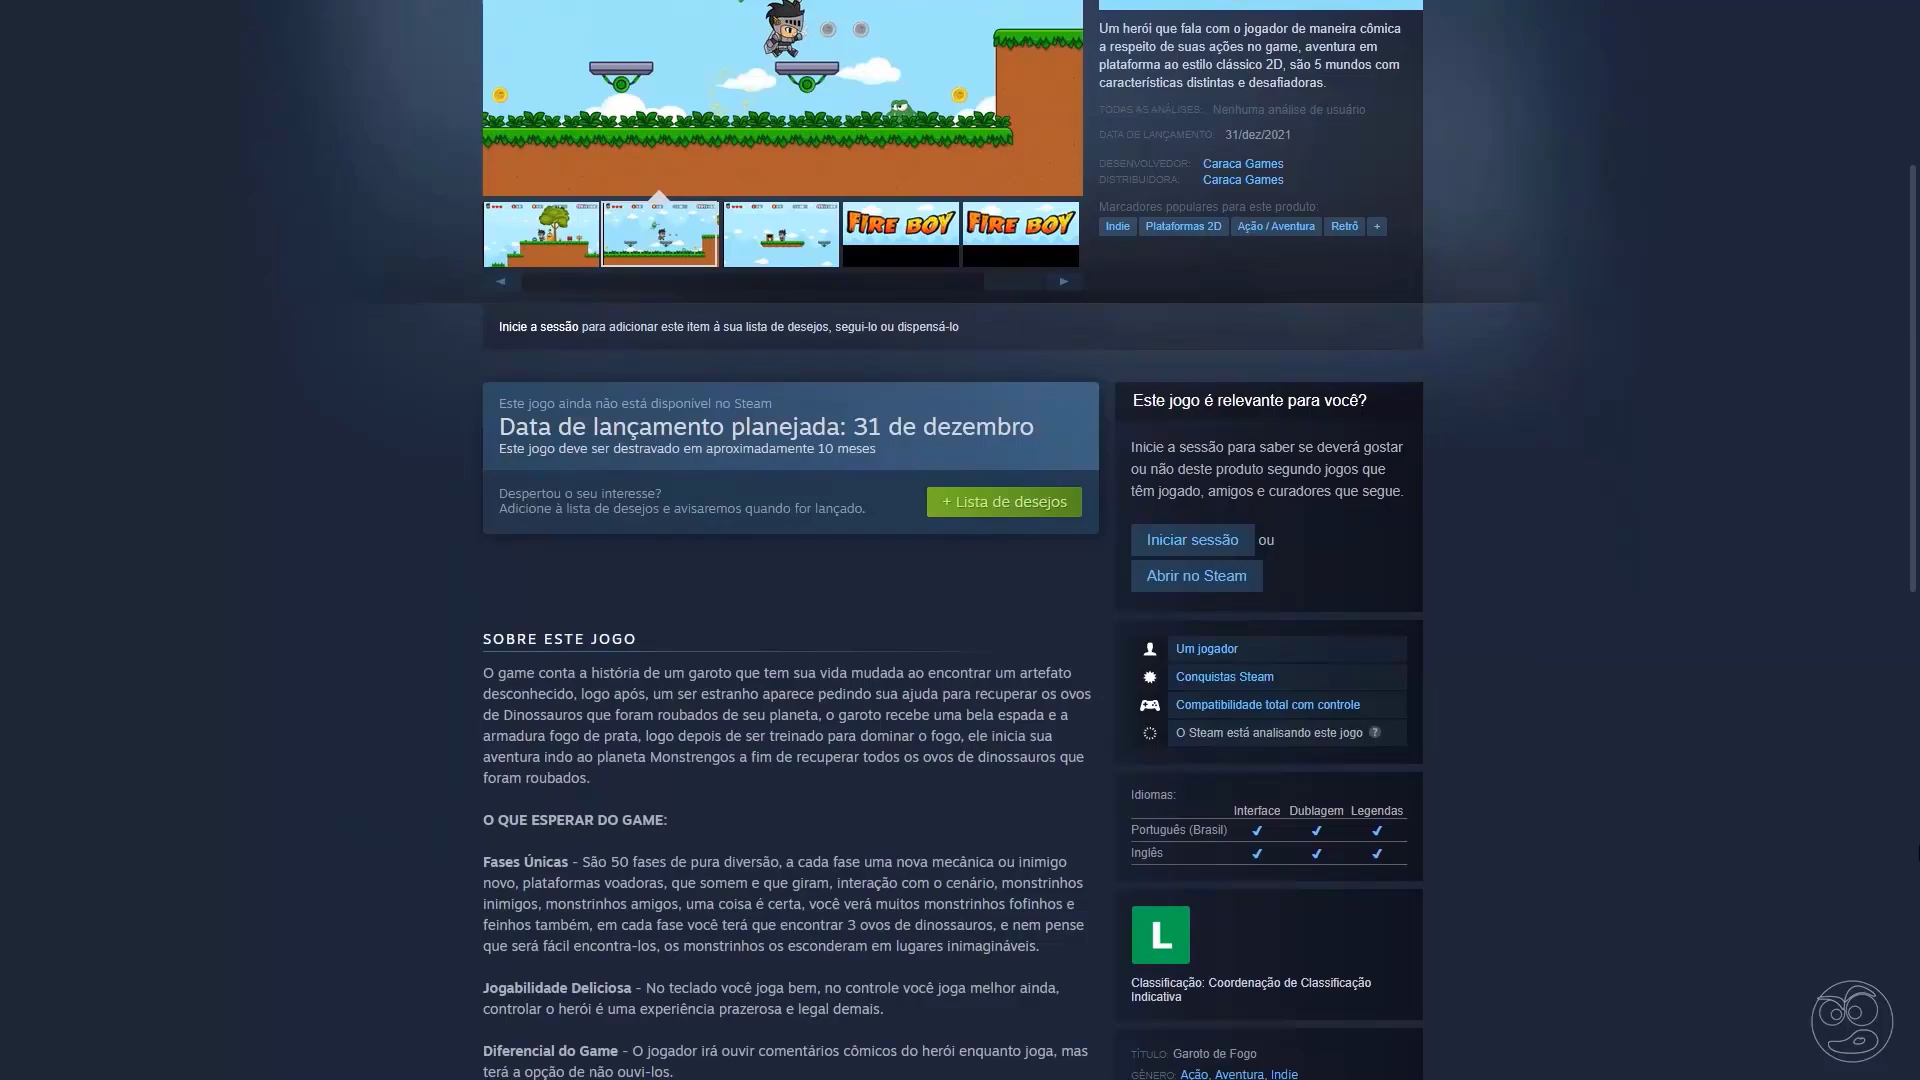 Um herói que fala com o jogador de maneira cômica
a respeito de suas ações no game, aventura em
plataforma ao estilo clássico 2D, são 5 mundos com
características distintas e desafiadoras.
TODAS AS ANÁLISES: Nenhuma análise de usuário
DATA DE LANÇAMENTO: 31/dez/2021
DESENVOLVEDOR: Caraca Games
DISTRIBUIDORA: Caraca Games
Marcadores populares para este produto:
Indie Plataformas 2D Ação / Aventura Retrô +
FIRE BOY FIRE BOY
Inicie a sessão para adicionar este item à sua lista de desejos, segui-lo ou dispensá-lo
Este jogo ainda não está disponível no Steam
Data de lançamento planejada: 31 de dezembro
Este jogo deve ser destravado em aproximadamente 10 meses
Despertou o seu interesse?
Adicione à lista de desejos e avisaremos quando for lançado.
+ Lista de desejos
Este jogo é relevante para você?
Inicie a sessão para saber se deverá gostar
ou não deste produto segundo jogos que
têm jogado, amigos e curadores que segue.
Iniciar sessão ou
Abrir no Steam
SOBRE ESTE JOGO
O game conta a história de um garoto que tem sua vida mudada ao encontrar um artefato
desconhecido, logo após, um ser estranho aparece pedindo sua ajuda para recuperar os ovos
de Dinossauros que foram roubados de seu planeta, o garoto recebe uma bela espada e a
armadura fogo de prata, logo depois de ser treinado para dominar o fogo, ele inicia sua
aventura indo ao planeta Monstrengos a fim de recuperar todos os ovos de dinossauros que
foram roubados.
O QUE ESPERAR DO GAME:
Fases Únicas - São 50 fases de pura diversão, a cada fase uma nova mecânica ou inimigo
novo, plataformas voadoras, que somem e que giram, interação com o cenário, monstrinhos
inimigos, monstrinhos amigos, uma coisa é certa, você verá muitos monstrinhos fofinhos e
feinhos também, em cada fase você terá que encontrar 3 ovos de dinossauros, e nem pense
que será fácil encontra-los, os monstrinhos os esconderam em lugares inimagináveis.
Jogabilidade Deliciosa - No teclado você joga bem, no controle você joga melhor ainda,
controlar o herói é uma experiência prazerosa e legal demais.
Diferencial do Game - O jogador irá ouvir comentários cômicos do herói enquanto joga, mas
terá a opção de não ouvi-los.
Um jogador
Conquistas Steam
Compatibilidade total com controle
O Steam está analisando este jogo ?
Idiomas:
Interface Dublagem Legendas
Português (Brasil) ✔ ✔ ✔
Inglês ✔ ✔ ✔
L
Classificação: Coordenação de Classificação
Indicativa
TÍTULO: Garoto de Fogo
GÊNERO: Ação, Aventura, Indie